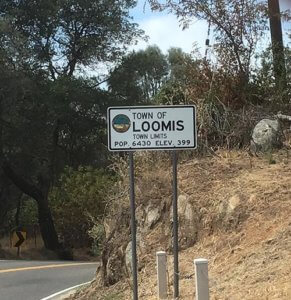 TOWN OF
LOOMIS
TOWN LIMITS
POP. 6430 ELEV. 399